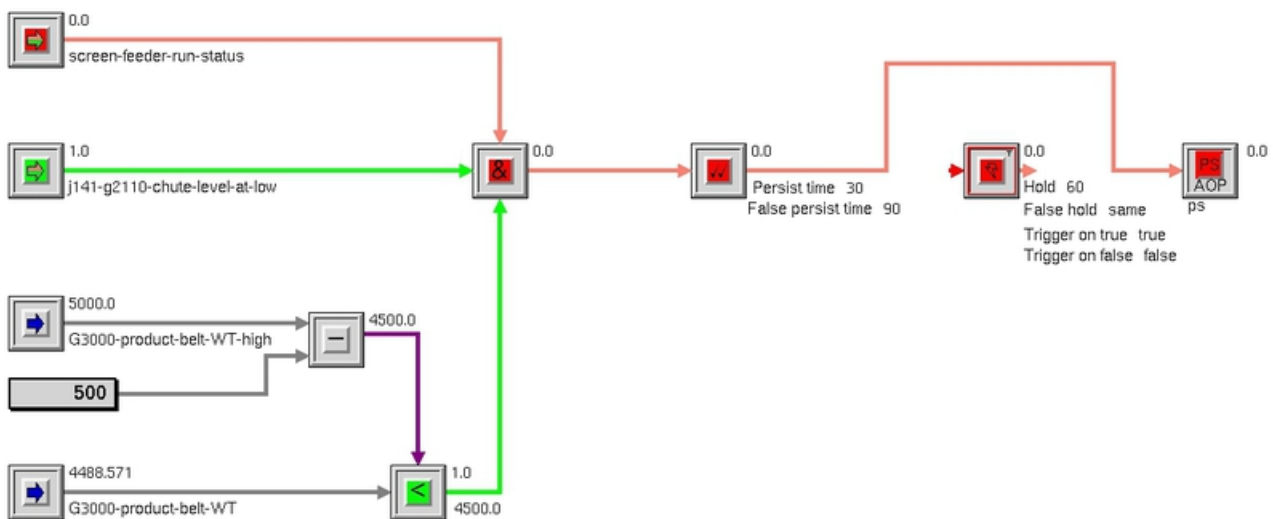 0.0
screen-feeder-run-status
1.0
j141-g2110-chute-level-at-low
&
0.0
0.0
Persist time 30
False persist time 90
0.0
Hold 60
False hold same
Trigger on true true
Trigger on false false
PS
AOP
0.0
ps
5000.0
G3000-product-belt-WT-high
−
4500.0
500
4488.571
G3000-product-belt-WT
<
1.0
4500.0